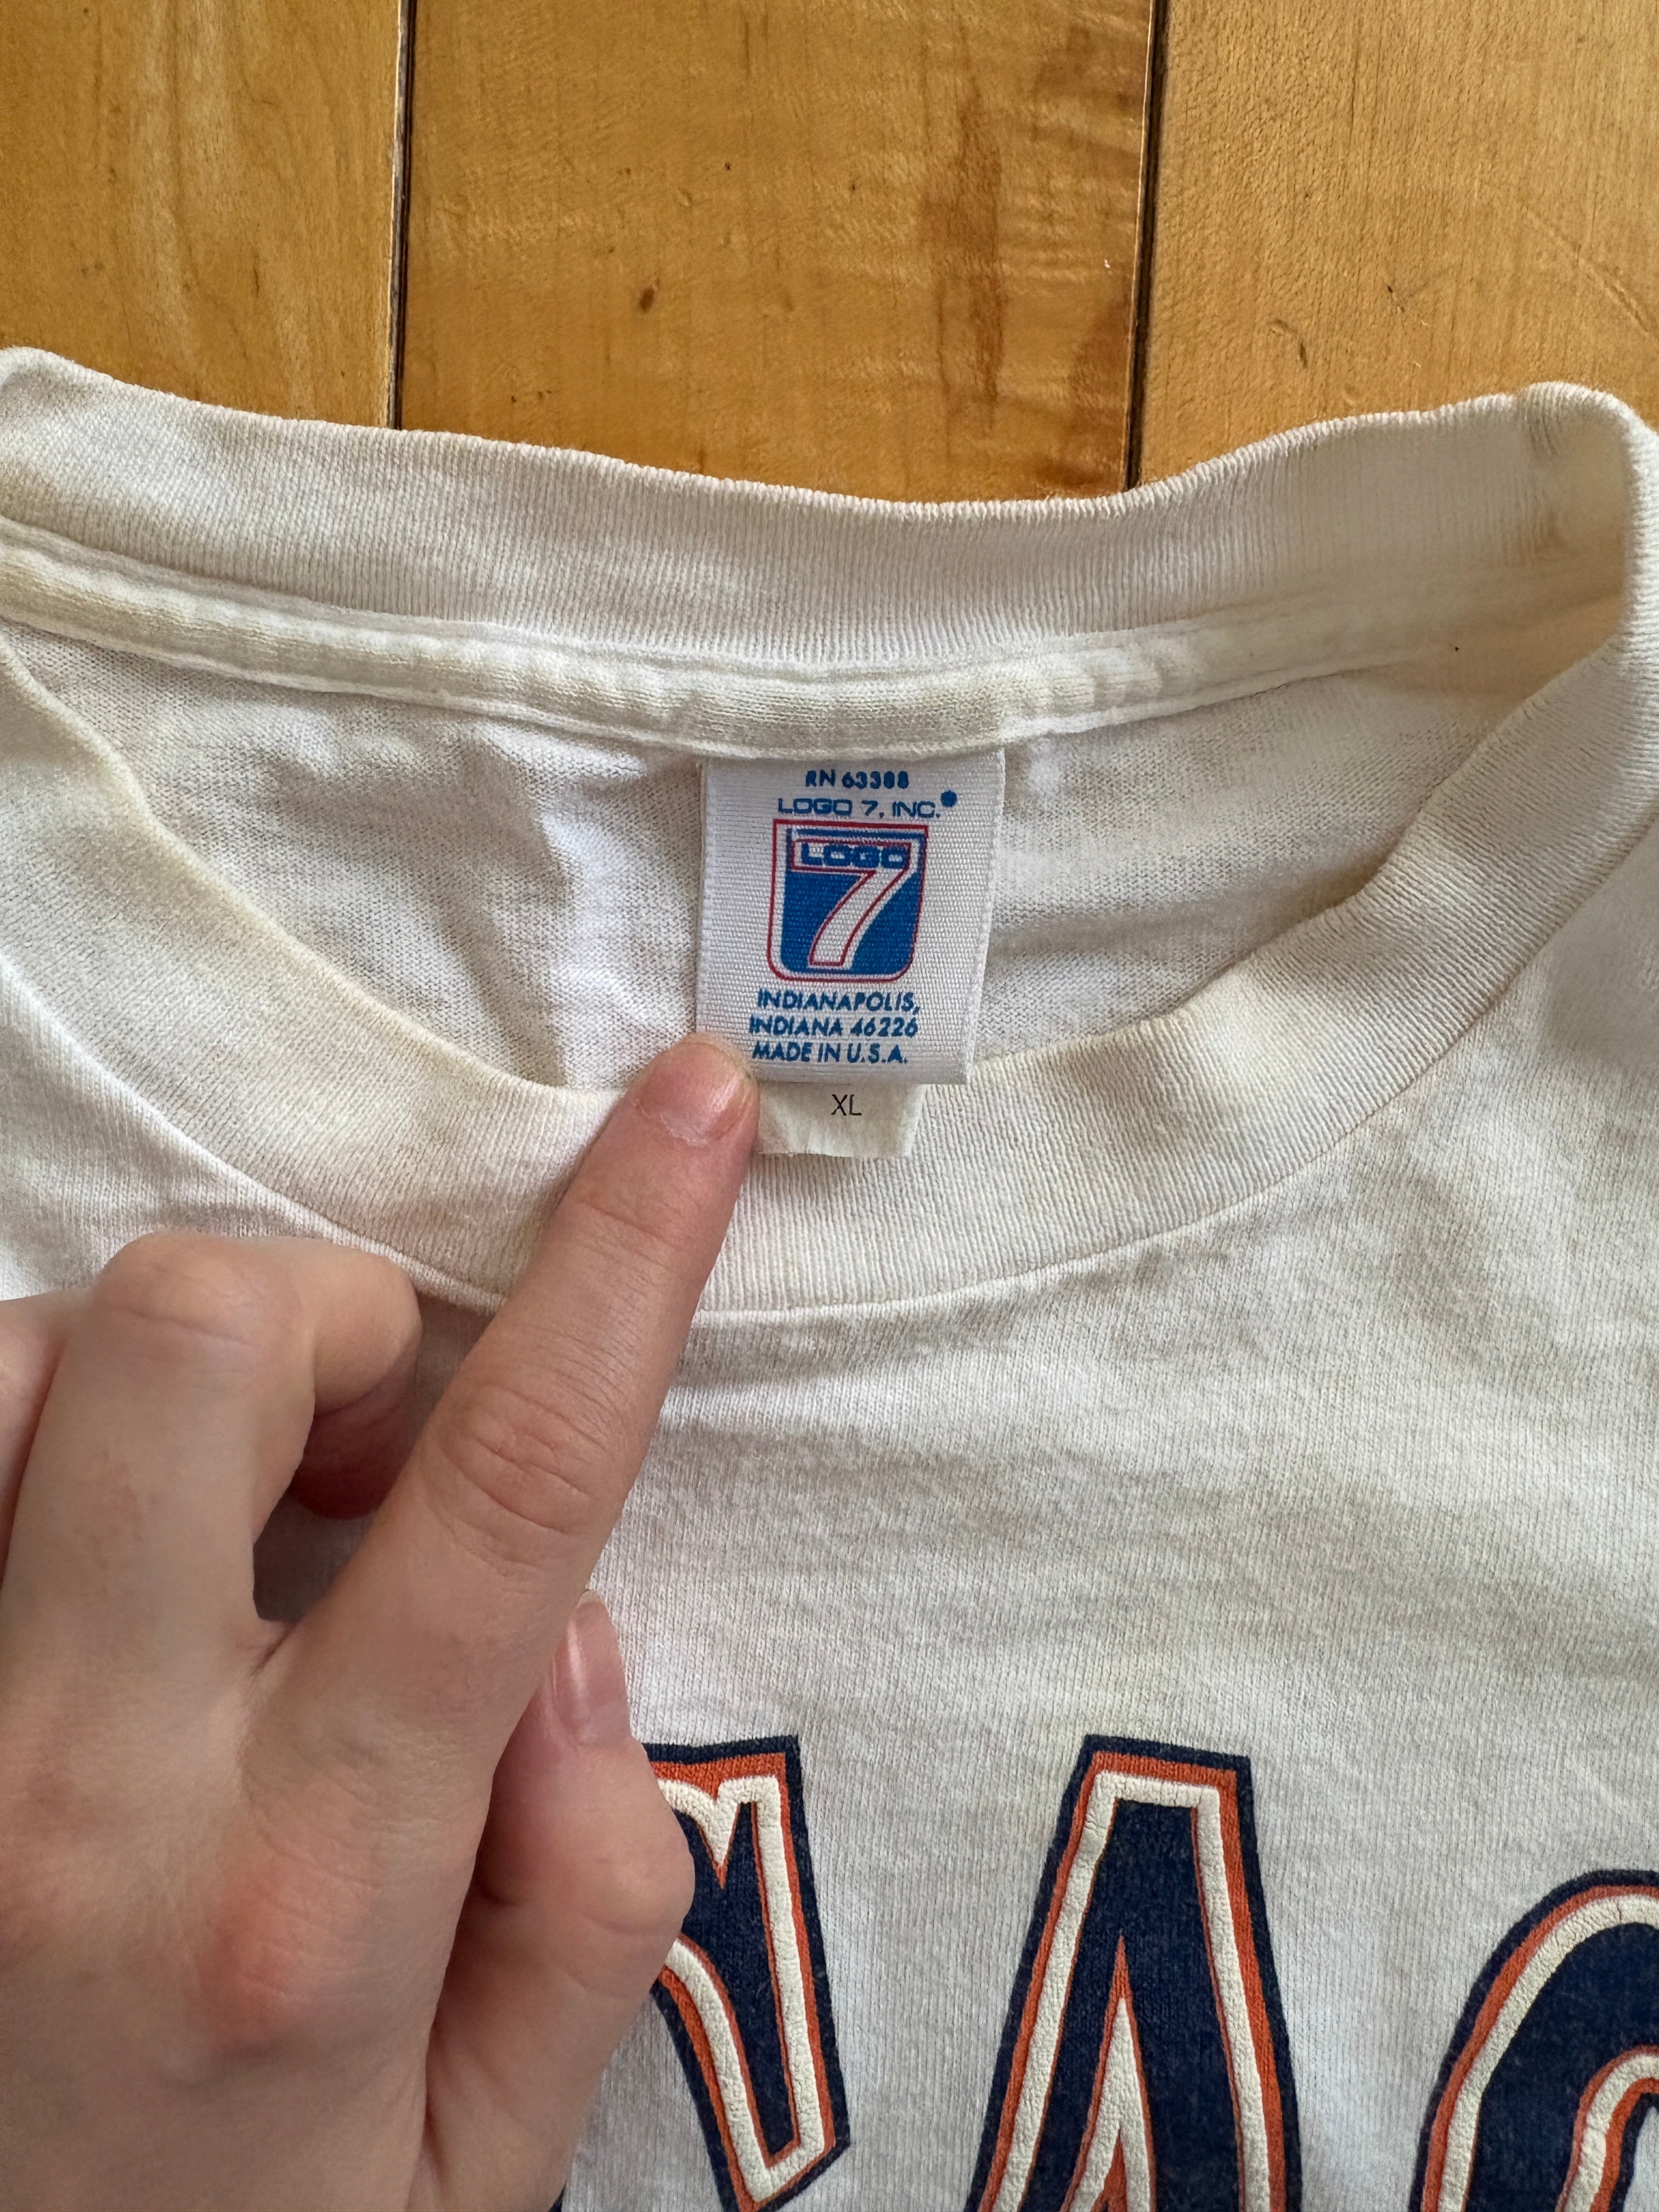 RN 63388
LOGO 7, INC.®
LOGO
7
INDIANAPOLIS,
INDIANA 46226
MADE IN U.S.A.
XL